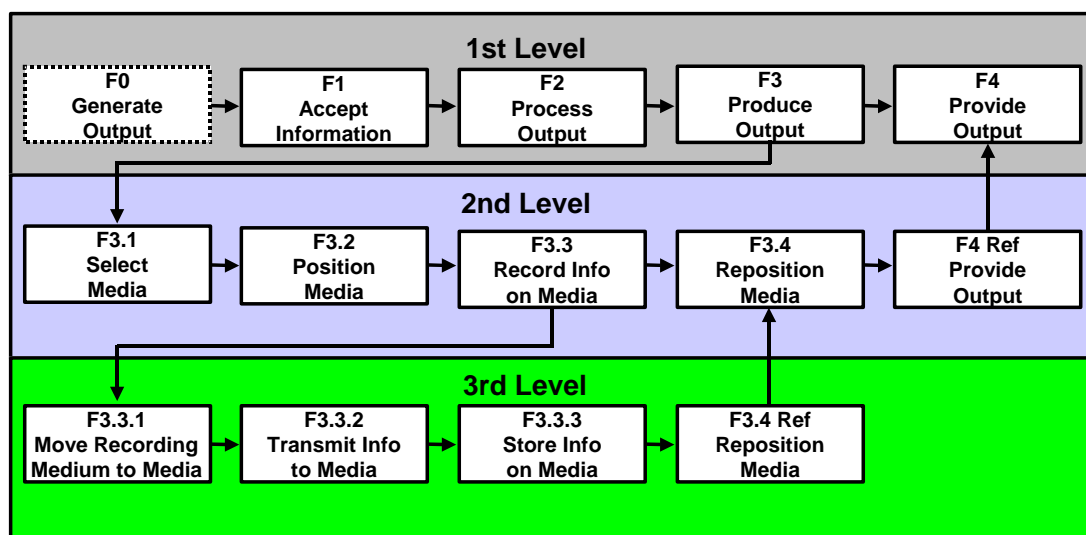 1st Level
F0
Generate
Output
F1
Accept
Information
F2
Process
Output
F3
Produce
Output
F4
Provide
Output
2nd Level
F3.1
Select
Media
F3.2
Position
Media
F3.3
Record Info
on Media
F3.4
Reposition
Media
F4 Ref
Provide
Output
3rd Level
F3.3.1
Move Recording
Medium to Media
F3.3.2
Transmit Info
to Media
F3.3.3
Store Info
on Media
F3.4 Ref
Reposition
Media